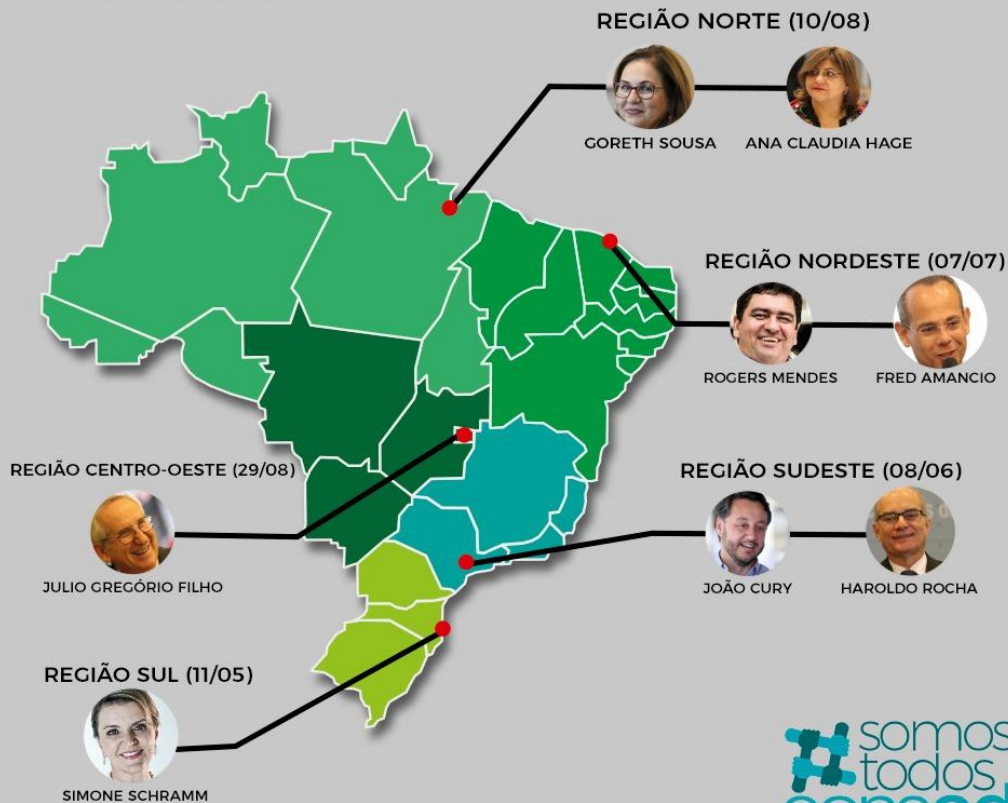 REGIÃO NORTE (10/08)
GORETH SOUSA
ANA CLAUDIA HAGE
REGIÃO NORDESTE (07/07)
ROGERS MENDES
FRED AMANCIO
REGIÃO CENTRO-OESTE (29/08)
JULIO GREGÓRIO FILHO
REGIÃO SUDESTE (08/06)
JOÃO CURY
HAROLDO ROCHA
REGIÃO SUL (11/05)
SIMONE SCHRAMM
somos
todos